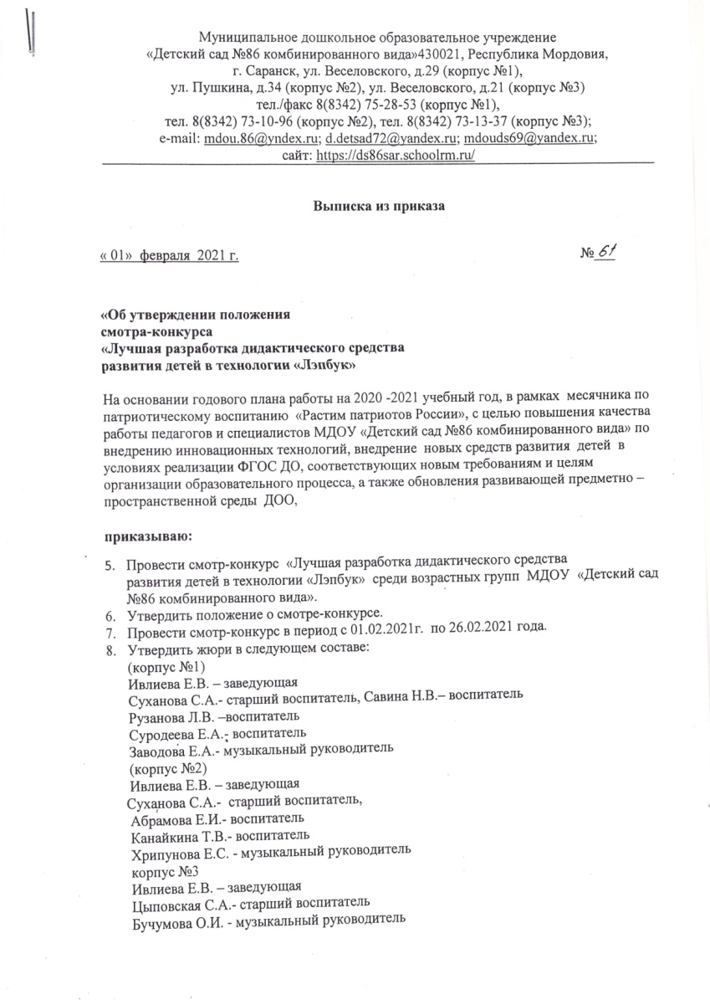 Муниципальное дошкольное образовательное учреждение
«Детский сад №86 комбинированного вида»430021, Республика Мордовия,
г. Саранск, ул. Веселовского, д.29 (корпус №1),
ул. Пушкина, д.34 (корпус №2), ул. Веселовского, д.21 (корпус №3)
тел./факс 8(8342) 75-28-53 (корпус №1),
тел. 8(8342) 73-10-96 (корпус №2), тел. 8(8342) 73-13-37 (корпус №3);
e-mail: mdou.86@yndex.ru; d.detsad72@yandex.ru; mdouds69@yandex.ru;
сайт: https://ds86sar.schoolrm.ru/
Выписка из приказа
« 01» февраля 2021 г. № 61
«Об утверждении положения
смотра-конкурса
«Лучшая разработка дидактического средства
развития детей в технологии «Лэпбук»
На основании годового плана работы на 2020 -2021 учебный год, в рамках месячника по
патриотическому воспитанию «Растим патриотов России», с целью повышения качества
работы педагогов и специалистов МДОУ «Детский сад №86 комбинированного вида» по
внедрению инновационных технологий, внедрение новых средств развития детей в
условиях реализации ФГОС ДО, соответствующих новым требованиям и целям
организации образовательного процесса, а также обновления развивающей предметно –
пространственной среды ДОО,
приказываю:
5. Провести смотр-конкурс «Лучшая разработка дидактического средства
развития детей в технологии «Лэпбук» среди возрастных групп МДОУ «Детский сад
№86 комбинированного вида».
6. Утвердить положение о смотре-конкурсе.
7. Провести смотр-конкурс в период с 01.02.2021г. по 26.02.2021 года.
8. Утвердить жюри в следующем составе:
(корпус №1)
Ивлиева Е.В. – заведующая
Суханова С.А.- старший воспитатель, Савина Н.В.– воспитатель
Рузанова Л.В. –воспитатель
Суродеева Е.А.- воспитатель
Заводова Е.А.- музыкальный руководитель
(корпус №2)
Ивлиева Е.В. – заведующая
Суханова С.А.- старший воспитатель,
Абрамова Е.И.- воспитатель
Канайкина Т.В.- воспитатель
Хрипунова Е.С. - музыкальный руководитель
корпус №3
Ивлиева Е.В. – заведующая
Цыповская С.А.- старший воспитатель
Бучумова О.И. - музыкальный руководитель